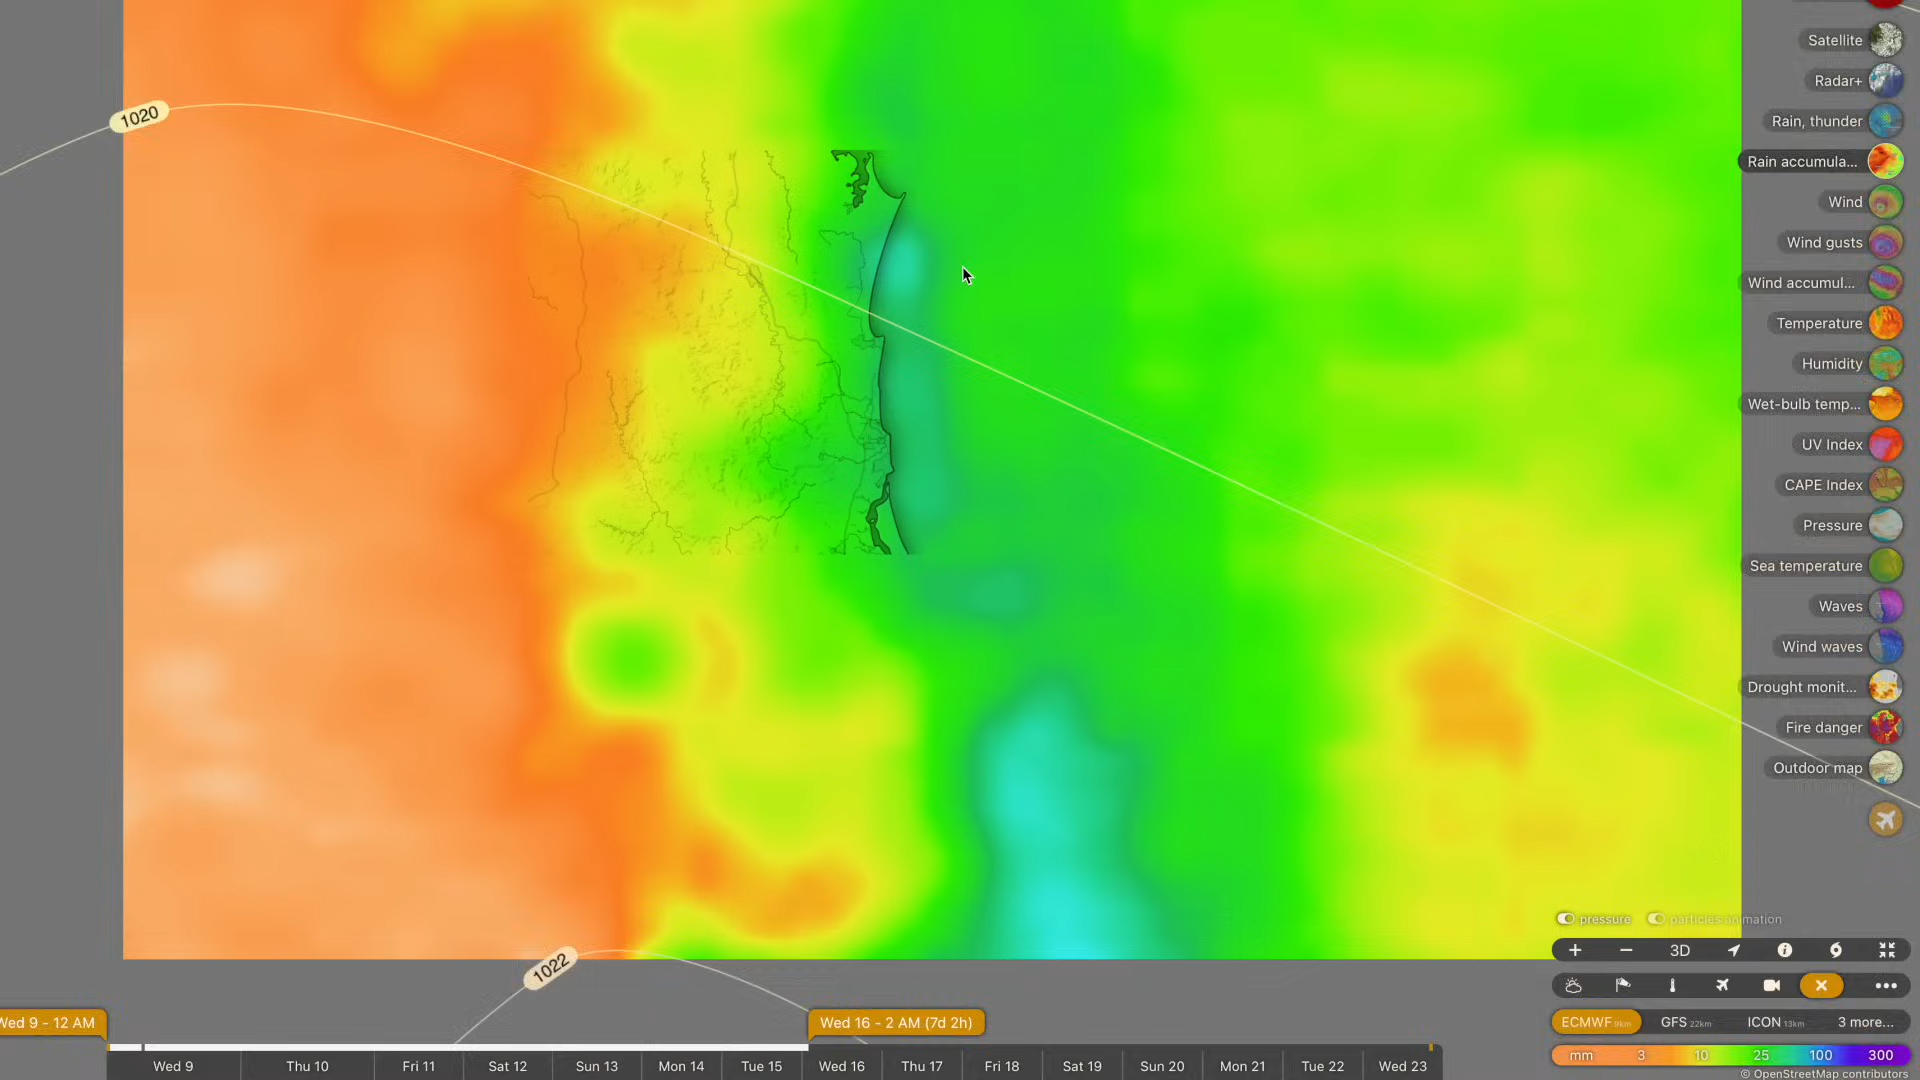 1020
1022
Satellite
Radar+
Rain, thunder
Rain accumula...
Wind
Wind gusts
Wind accumul...
Temperature
Humidity
Wet-bulb temp...
UV Index
CAPE Index
Pressure
Sea temperature
Waves
Wind waves
Drought monit...
Fire danger
Outdoor map
pressure particles animation
3D
Wed 9 - 12 AM
Wed 16 - 2 AM (7d 2h)
ECMWF 9km GFS 22km ICON 13km 3 more...
mm 3 10 25 100 300
Wed 9 Thu 10 Fri 11 Sat 12 Sun 13 Mon 14 Tue 15 Wed 16 Thu 17 Fri 18 Sat 19 Sun 20 Mon 21 Tue 22 Wed 23
© OpenStreetMap contributors